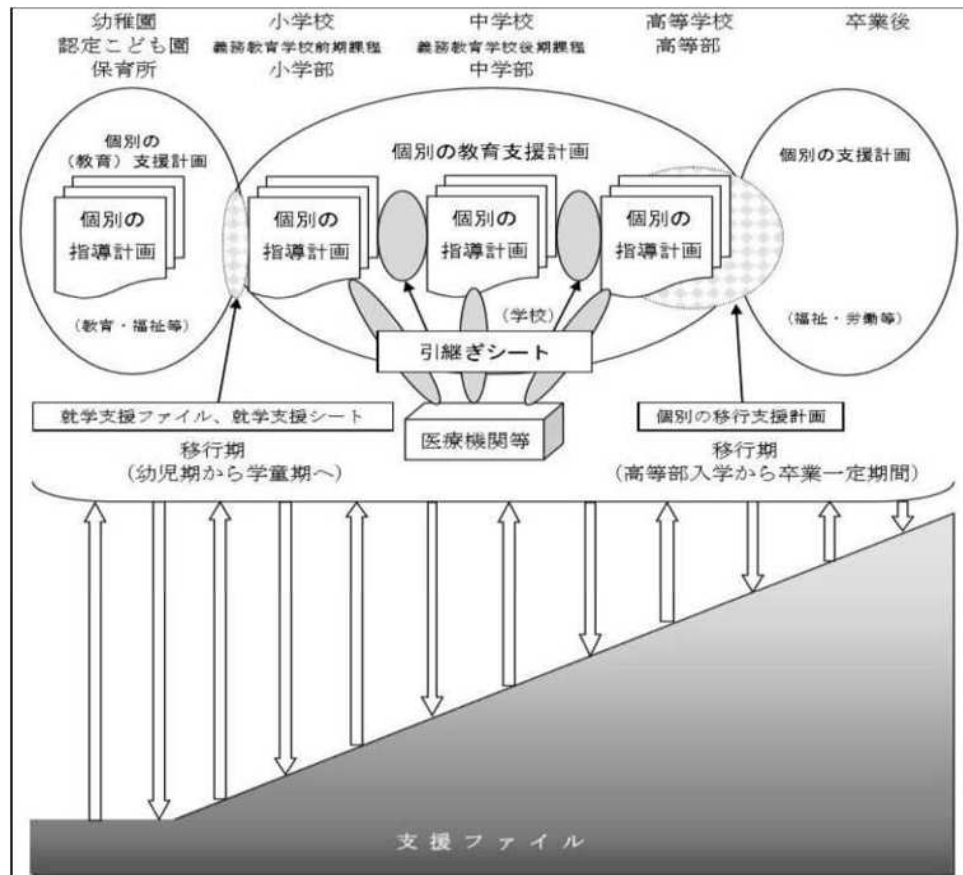 幼稚園
認定こども園
保育所
小学校
義務教育学校前期課程
小学部
中学校
義務教育学校後期課程
中学部
高等学校
高等部
卒業後
個別の
(教育)支援計画
個別の教育支援計画
個別の支援計画
個別の
指導計画
個別の
指導計画
個別の
指導計画
個別の
指導計画
(教育・福祉等)
(学校)
(福祉・労働等)
引継ぎシート
就学支援ファイル、就学支援シート
医療機関等
個別の移行支援計画
移行期
(幼児期から学童期へ)
移行期
(高等部入学から卒業一定期間)
支援ファイル